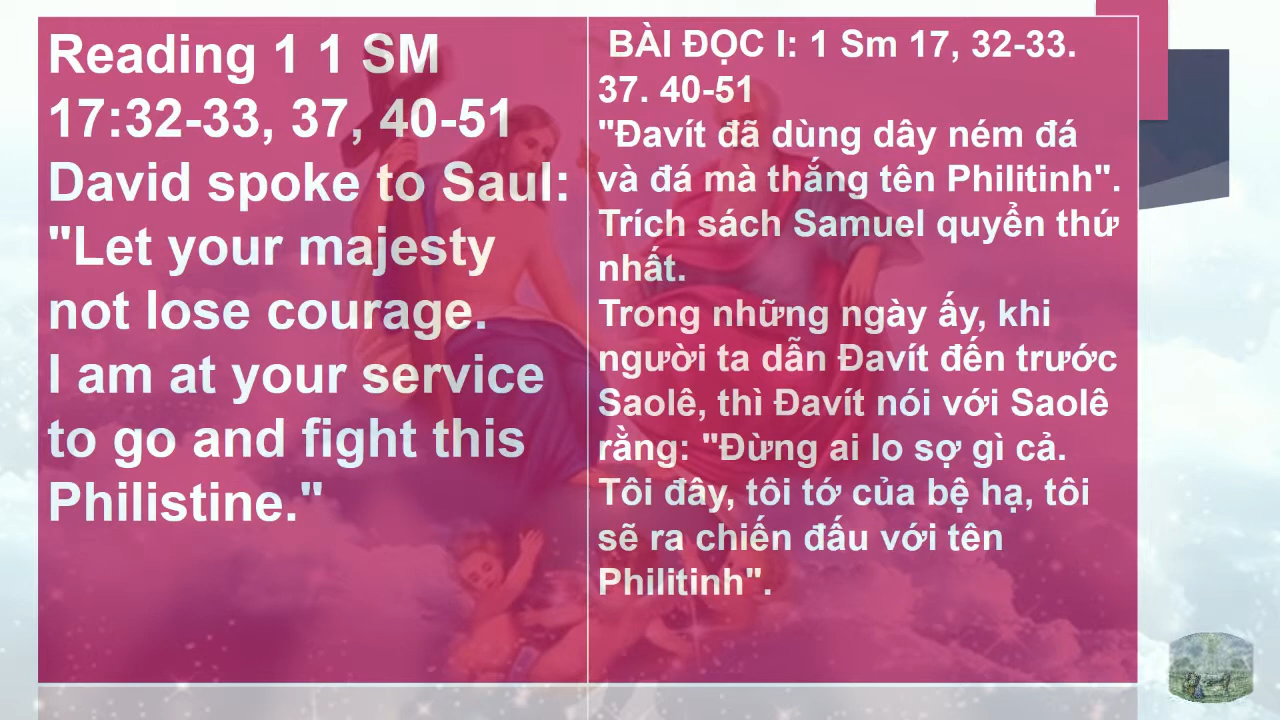 Reading 1 1 SM
17:32-33, 37, 40-51
David spoke to Saul:
"Let your majesty
not lose courage.
I am at your service
to go and fight this
Philistine."
BÀI ĐỌC I: 1 Sm 17, 32-33.
37. 40-51
"Đavít đã dùng dây ném đá
và đá mà thắng tên Philitinh".
Trích sách Samuel quyển thứ
nhất.
Trong những ngày ấy, khi
người ta dẫn Đavít đến trước
Saolê, thì Đavít nói với Saolê
rằng: "Đừng ai lo sợ gì cả.
Tôi đây, tôi tớ của bệ hạ, tôi
sẽ ra chiến đấu với tên
Philitinh".